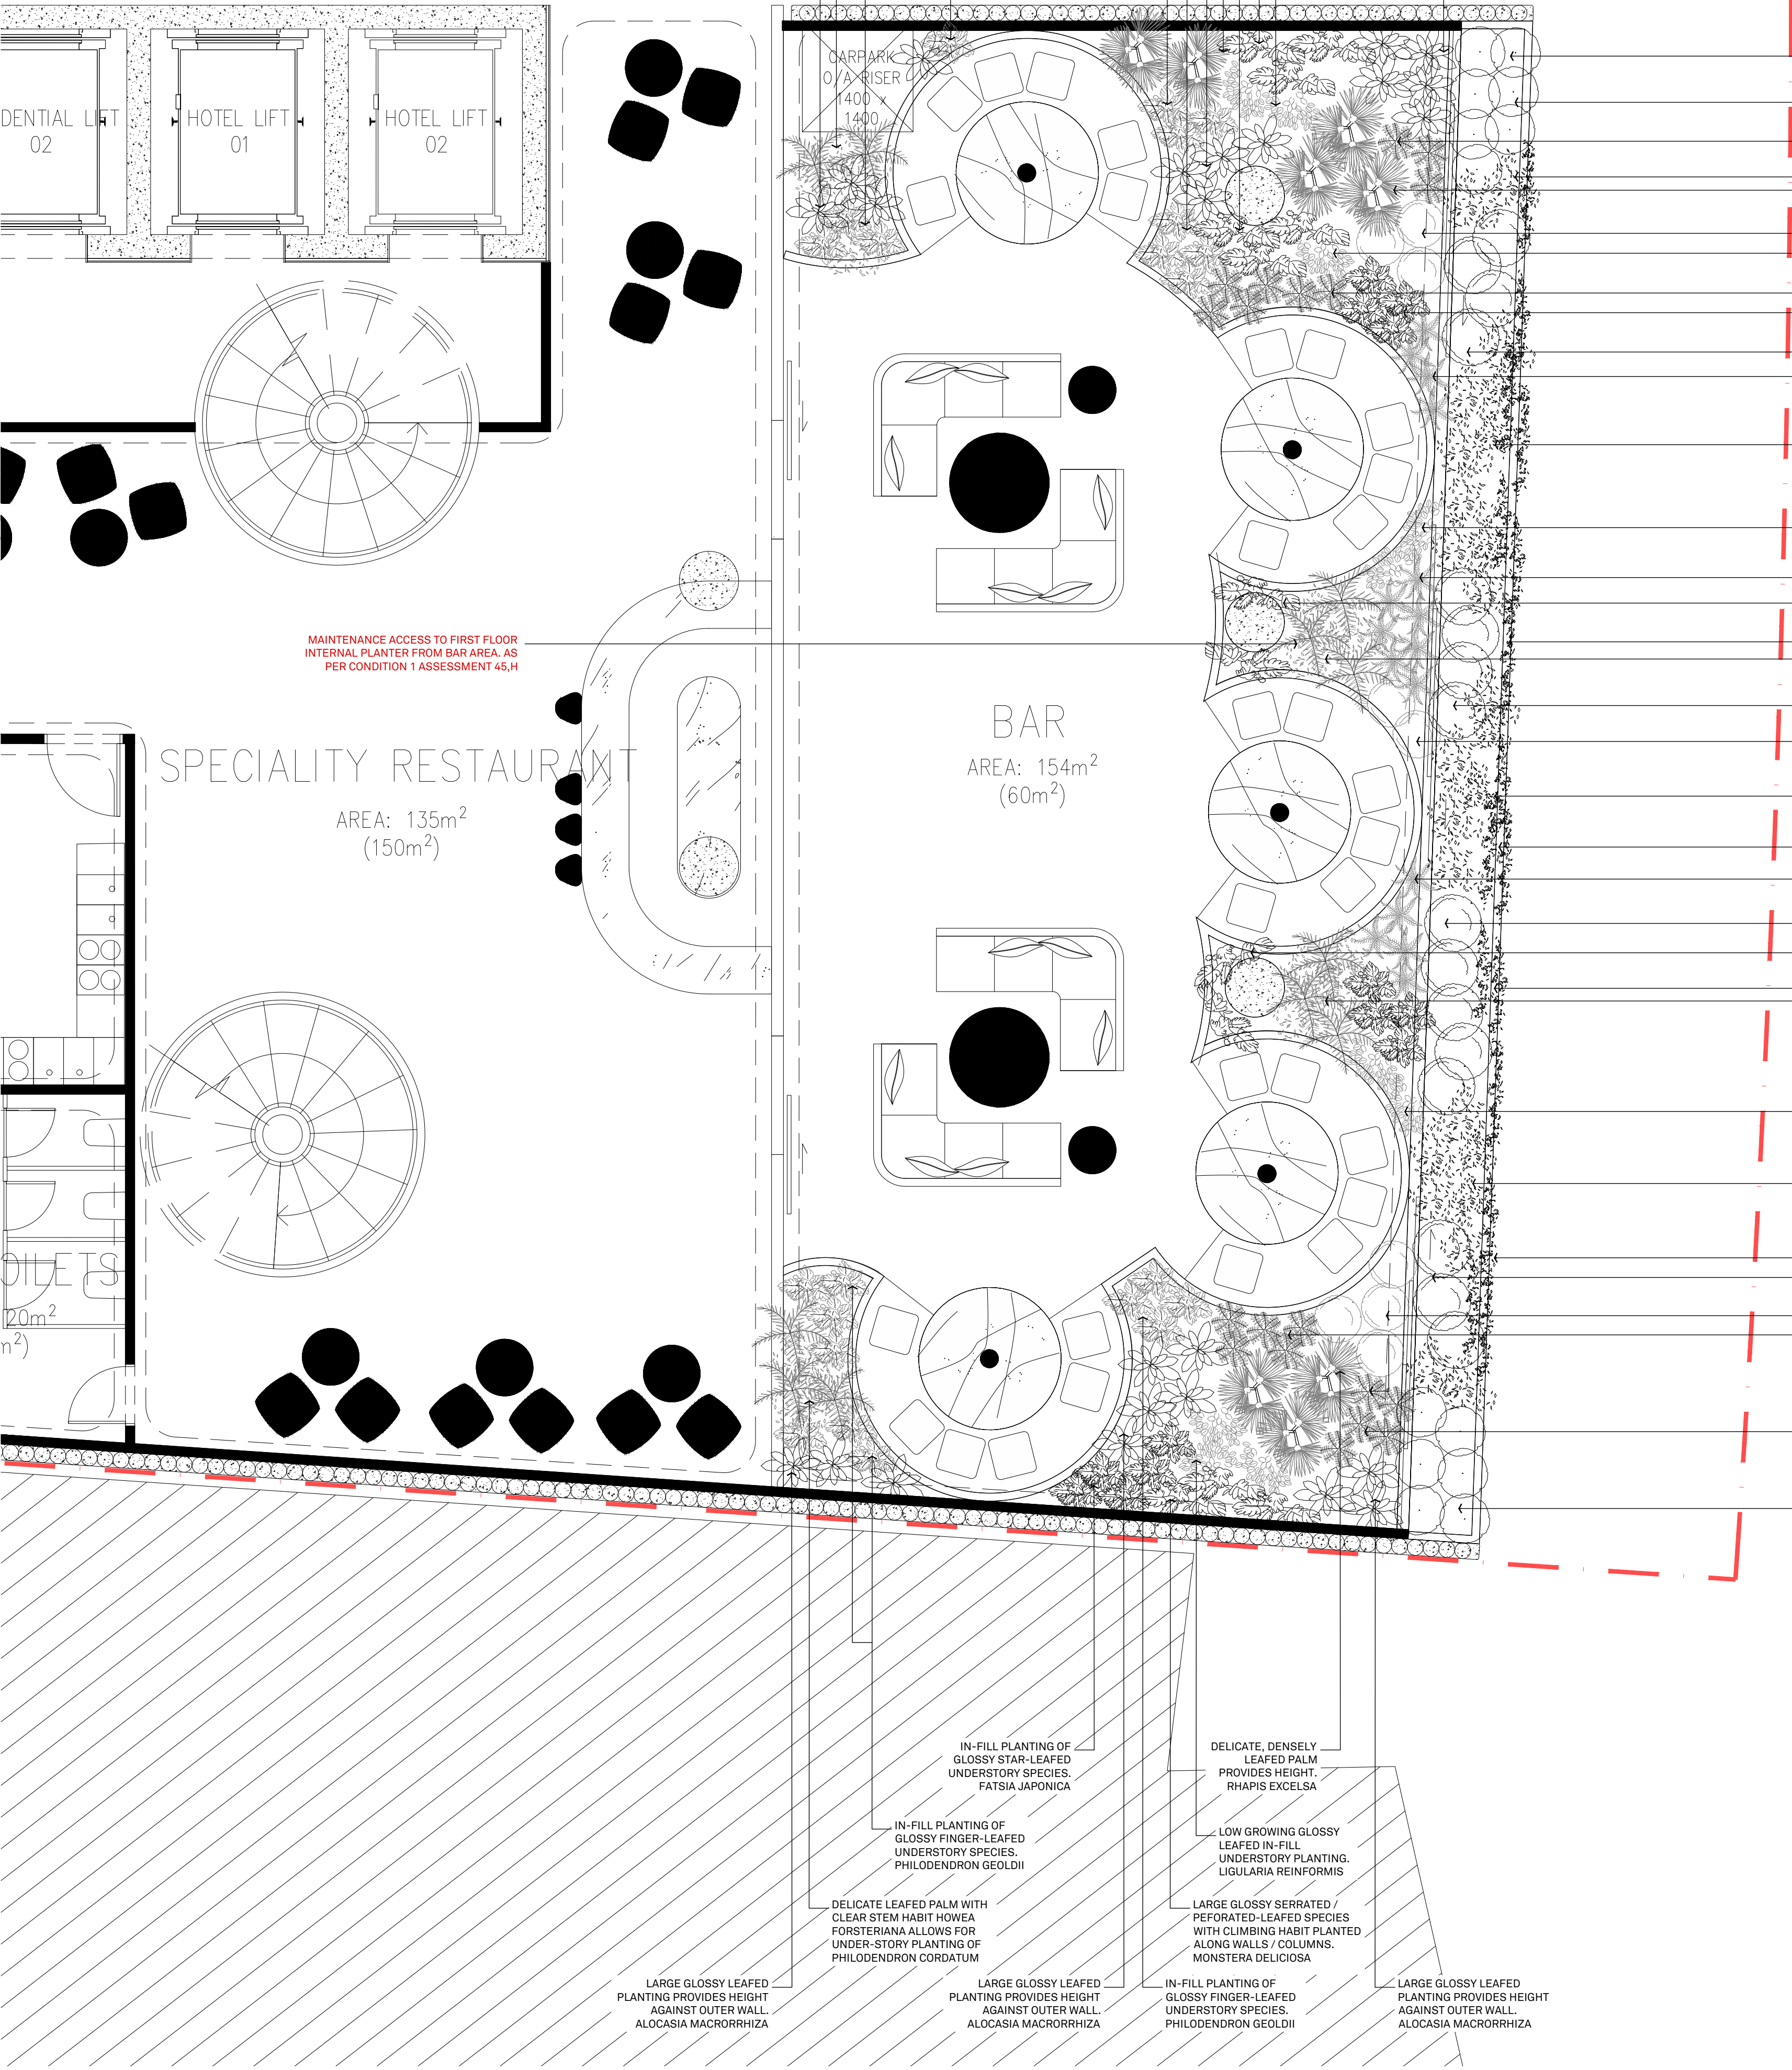 CARPARK
O/A RISER
1400 x
1400
DENTIAL LIFT
02
HOTEL LIFT
01
HOTEL LIFT
02
MAINTENANCE ACCESS TO FIRST FLOOR
INTERNAL PLANTER FROM BAR AREA. AS
PER CONDITION 1 ASSESSMENT 45,H
SPECIALITY RESTAURANT
AREA: 135m²
(150m²)
BAR
AREA: 154m²
(60m²)
OILETS
20m²
m²)
IN-FILL PLANTING OF
GLOSSY STAR-LEAFED
UNDERSTORY SPECIES.
FATSIA JAPONICA
DELICATE, DENSELY
LEAFED PALM
PROVIDES HEIGHT.
RHAPIS EXCELSA
IN-FILL PLANTING OF
GLOSSY FINGER-LEAFED
UNDERSTORY SPECIES.
PHILODENDRON GEOLDII
LOW GROWING GLOSSY
LEAFED IN-FILL
UNDERSTORY PLANTING.
LIGULARIA REINFORMIS
DELICATE LEAFED PALM WITH
CLEAR STEM HABIT HOWEA
FORSTERIANA ALLOWS FOR
UNDER-STORY PLANTING OF
PHILODENDRON CORDATUM
LARGE GLOSSY SERRATED /
PEFORATED-LEAFED SPECIES
WITH CLIMBING HABIT PLANTED
ALONG WALLS / COLUMNS.
MONSTERA DELICIOSA
LARGE GLOSSY LEAFED
PLANTING PROVIDES HEIGHT
AGAINST OUTER WALL.
ALOCASIA MACRORRHIZA
LARGE GLOSSY LEAFED
PLANTING PROVIDES HEIGHT
AGAINST OUTER WALL.
ALOCASIA MACRORRHIZA
IN-FILL PLANTING OF
GLOSSY FINGER-LEAFED
UNDERSTORY SPECIES.
PHILODENDRON GEOLDII
LARGE GLOSSY LEAFED
PLANTING PROVIDES HEIGHT
AGAINST OUTER WALL.
ALOCASIA MACRORRHIZA